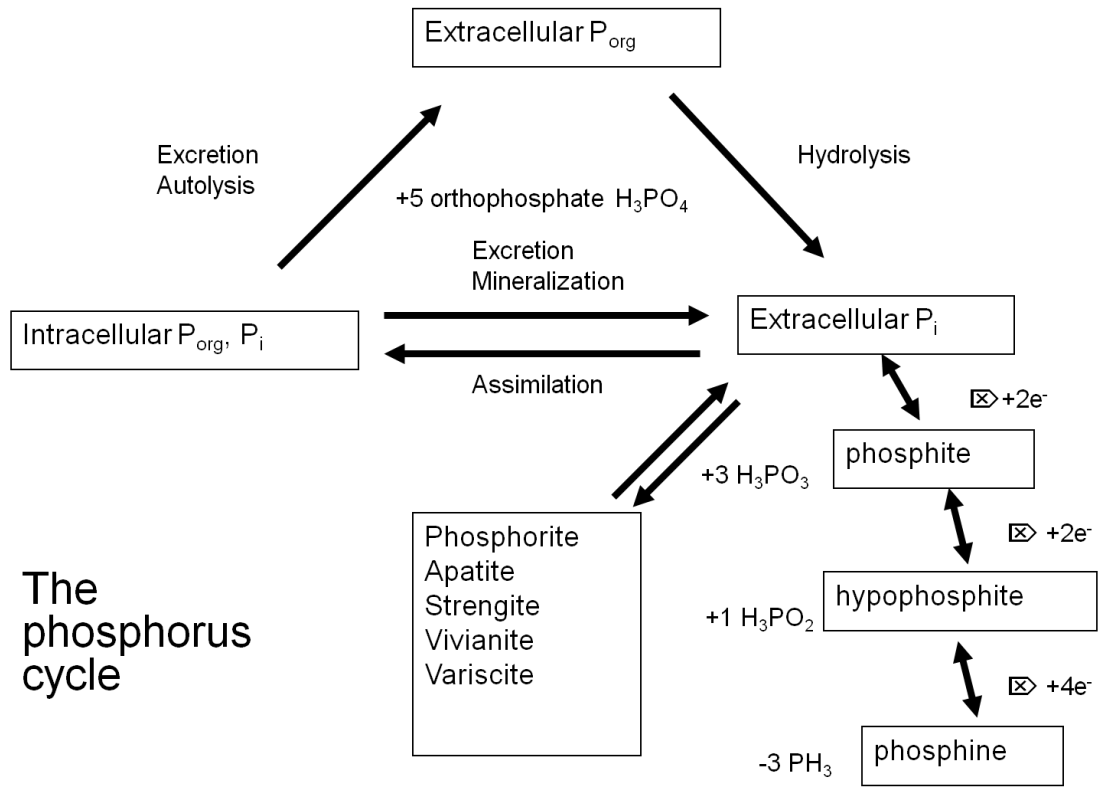 Extracellular Porg
Excretion
Autolysis
Hydrolysis
+5 orthophosphate H3PO4
Excretion
Mineralization
Intracellular Porg, Pi
Extracellular Pi
Assimilation
+2e-
phosphite
+3 H3PO3
+2e-
Phosphorite
Apatite
Strengite
Vivianite
Variscite
hypophosphite
+1 H3PO2
The
phosphorus
cycle
+4e-
phosphine
-3 PH3